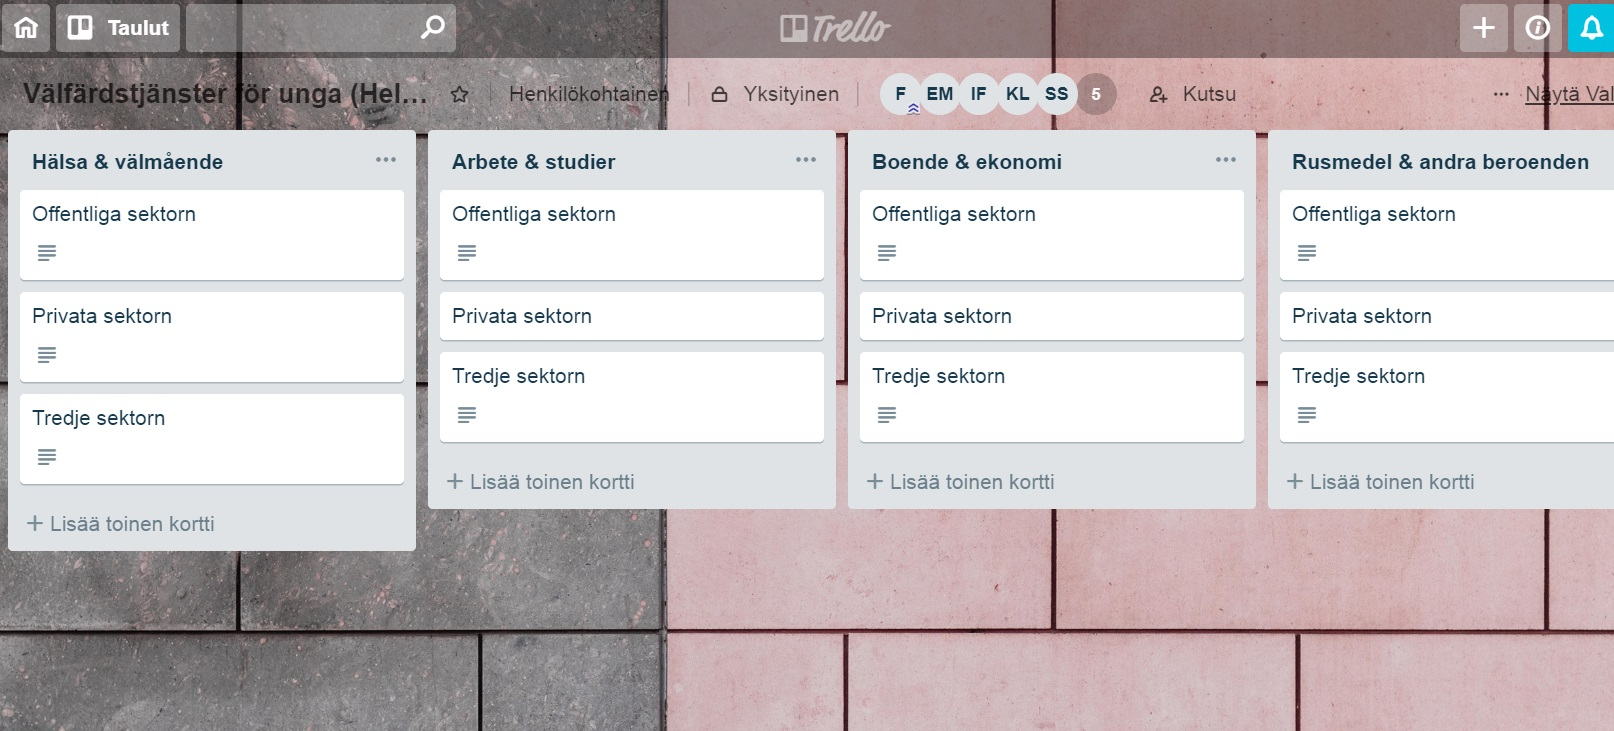 Taulut
Trello
Välfärdstjänster för unga (Hel...
Henkilökohtainen
Yksityinen
F EM IF KL SS 5
Kutsu
Näytä Val
Hälsa & välmående
Offentliga sektorn
Privata sektorn
Tredje sektorn
+ Lisää toinen kortti
Arbete & studier
Offentliga sektorn
Privata sektorn
Tredje sektorn
+ Lisää toinen kortti
Boende & ekonomi
Offentliga sektorn
Privata sektorn
Tredje sektorn
+ Lisää toinen kortti
Rusmedel & andra beroenden
Offentliga sektorn
Privata sektorn
Tredje sektorn
+ Lisää toinen kortti